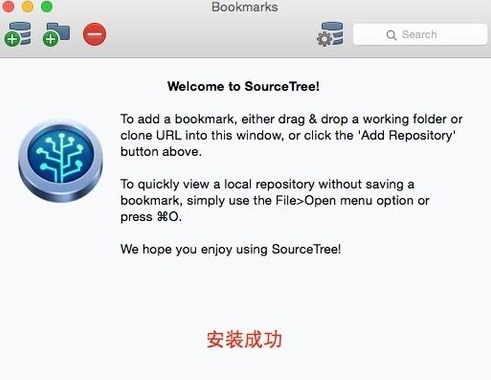 Bookmarks
Search
Welcome to SourceTree!
To add a bookmark, either drag & drop a working folder or
clone URL into this window, or click the 'Add Repository'
button above.
To quickly view a local repository without saving a
bookmark, simply use the File>Open menu option or
press ⌘O.
We hope you enjoy using SourceTree!
安装成功